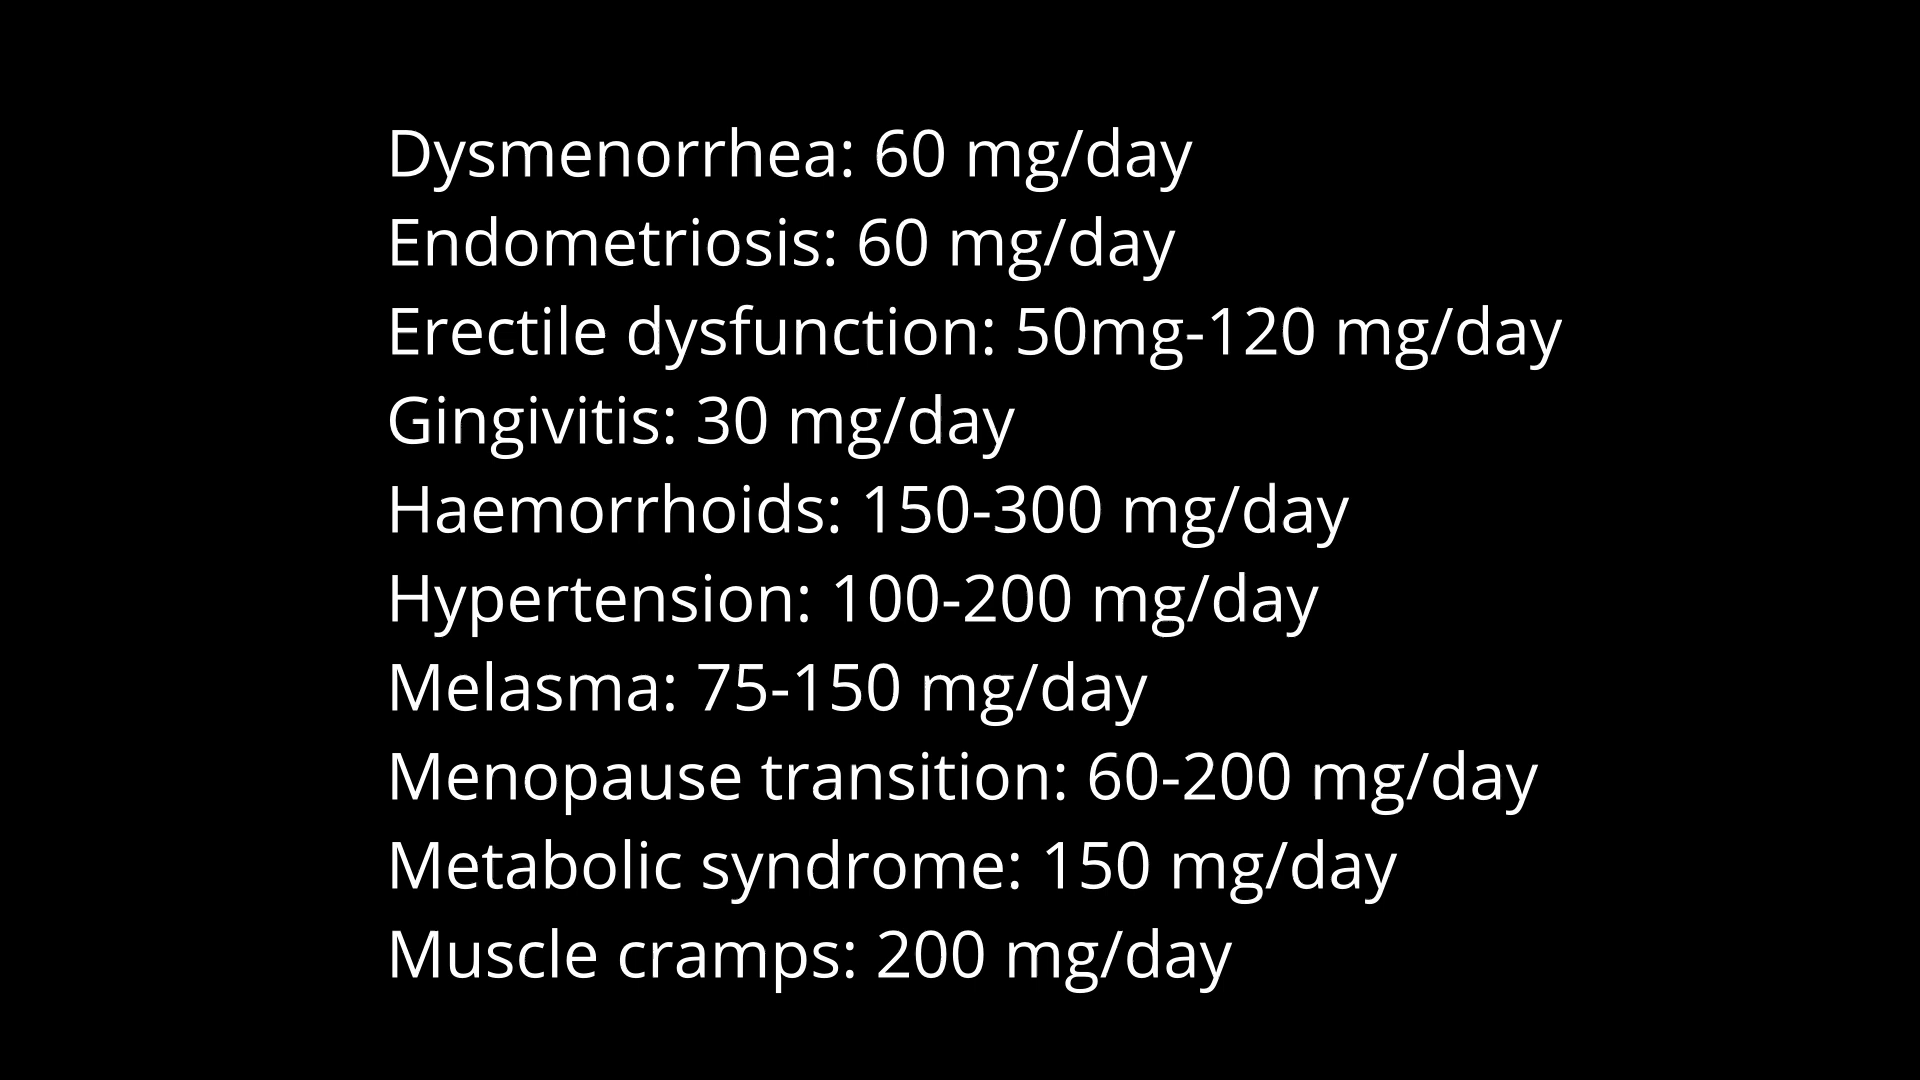 Dysmenorrhea: 60 mg/day
Endometriosis: 60 mg/day
Erectile dysfunction: 50mg-120 mg/day
Gingivitis: 30 mg/day
Haemorrhoids: 150-300 mg/day
Hypertension: 100-200 mg/day
Melasma: 75-150 mg/day
Menopause transition: 60-200 mg/day
Metabolic syndrome: 150 mg/day
Muscle cramps: 200 mg/day